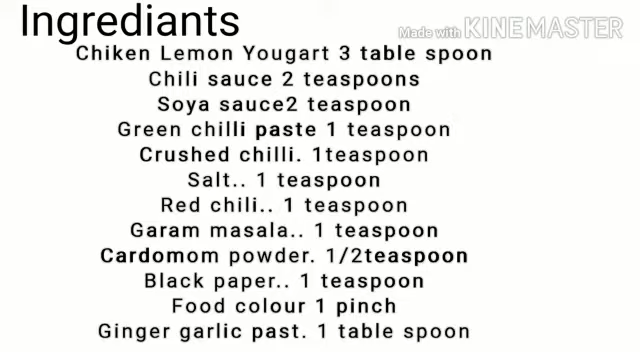 Ingrediants
Made with KINEMASTER
Chiken Lemon Yougart 3 table spoon
Chili sauce 2 teaspoons
Soya sauce2 teaspoon
Green chilli paste 1 teaspoon
Crushed chilli. 1teaspoon
Salt.. 1 teaspoon
Red chili.. 1 teaspoon
Garam masala.. 1 teaspoon
Cardomom powder. 1/2teaspoon
Black paper.. 1 teaspoon
Food colour 1 pinch
Ginger garlic past. 1 table spoon